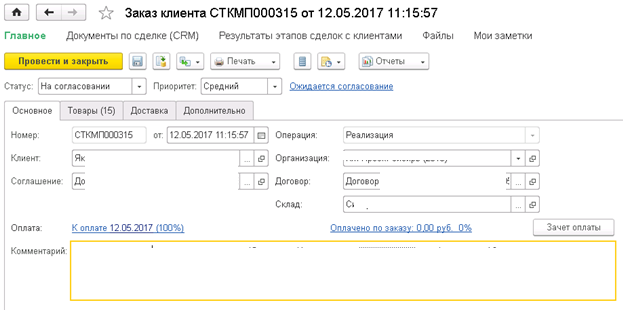 Заказ клиента СТКМП000315 от 12.05.2017 11:15:57
Главное Документы по сделке (CRM) Результаты этапов сделок с клиентами Файлы Мои заметки
Провести и закрыть Печать Отчеты
Статус: На согласовании Приоритет: Средний Ожидается согласование
Основное Товары (15) Доставка Дополнительно
Номер: СТКМП000315 от: 12.05.2017 11:15:57 Операция: Реализация
Клиент: Як ... Организация:
Соглашение: До ... Договор: Договор ...
Склад: ...
Оплата: К оплате 12.05.2017 (100%) Оплачено по заказу: 0,00 руб. 0% Зачет оплаты
Комментарий: